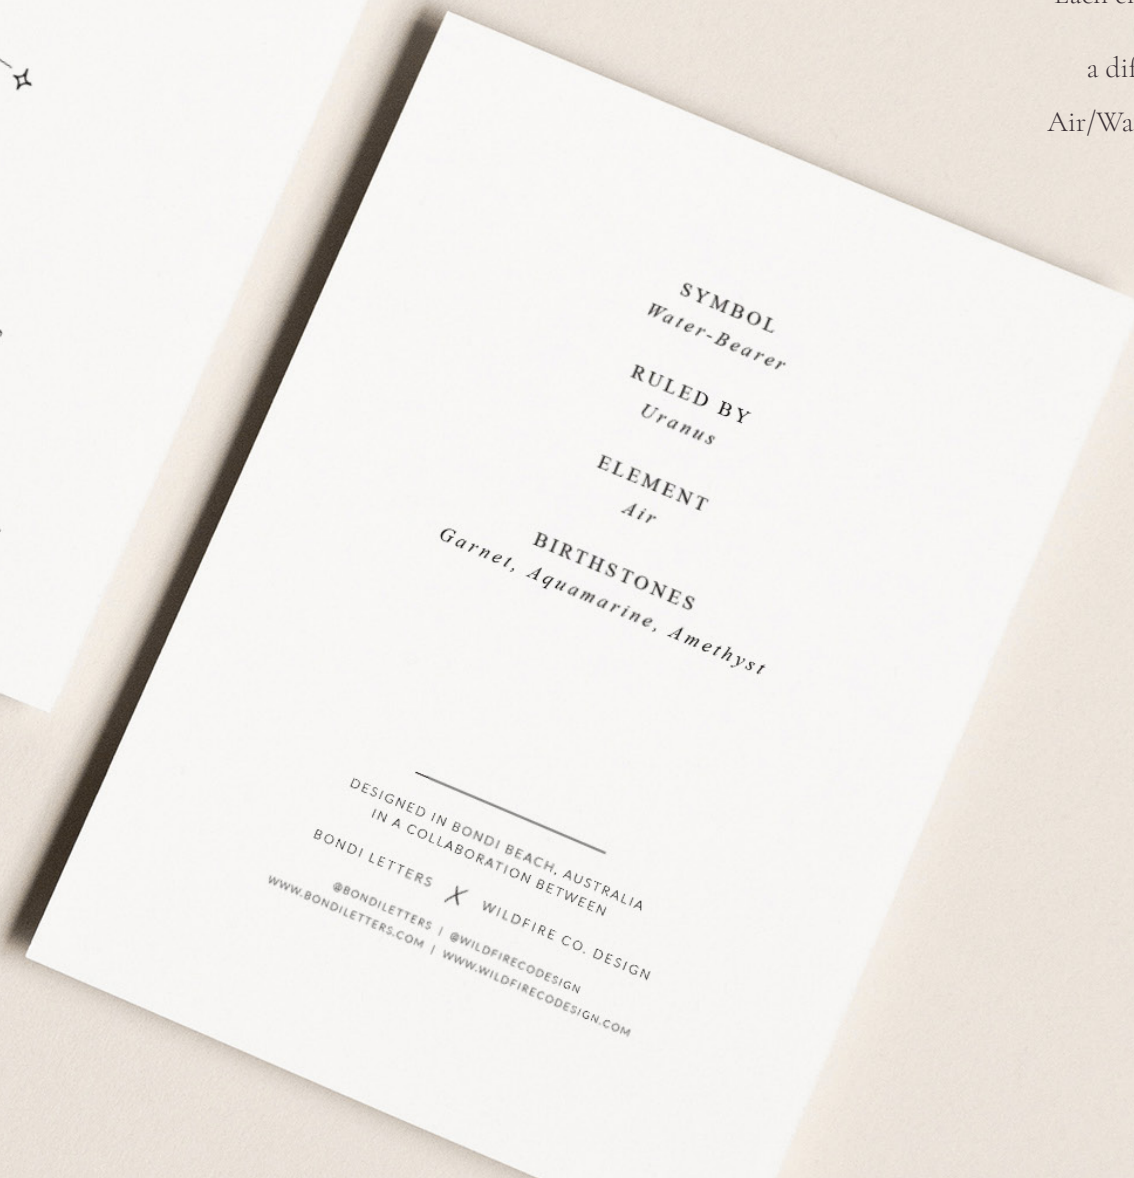 a
Air/Wa
SYMBOL
Water-Bearer
RULED BY
Uranus
ELEMENT
Air
BIRTHSTONES
Garnet, Aquamarine, Amethyst
DESIGNED IN BONDI BEACH, AUSTRALIA
IN A COLLABORATION BETWEEN
BONDI LETTERS X WILDFIRE CO. DESIGN
@BONDILETTERS | @WILDFIRECODESIGN
WWW.BONDILETTERS.COM | WWW.WILDFIRECODESIGN.COM